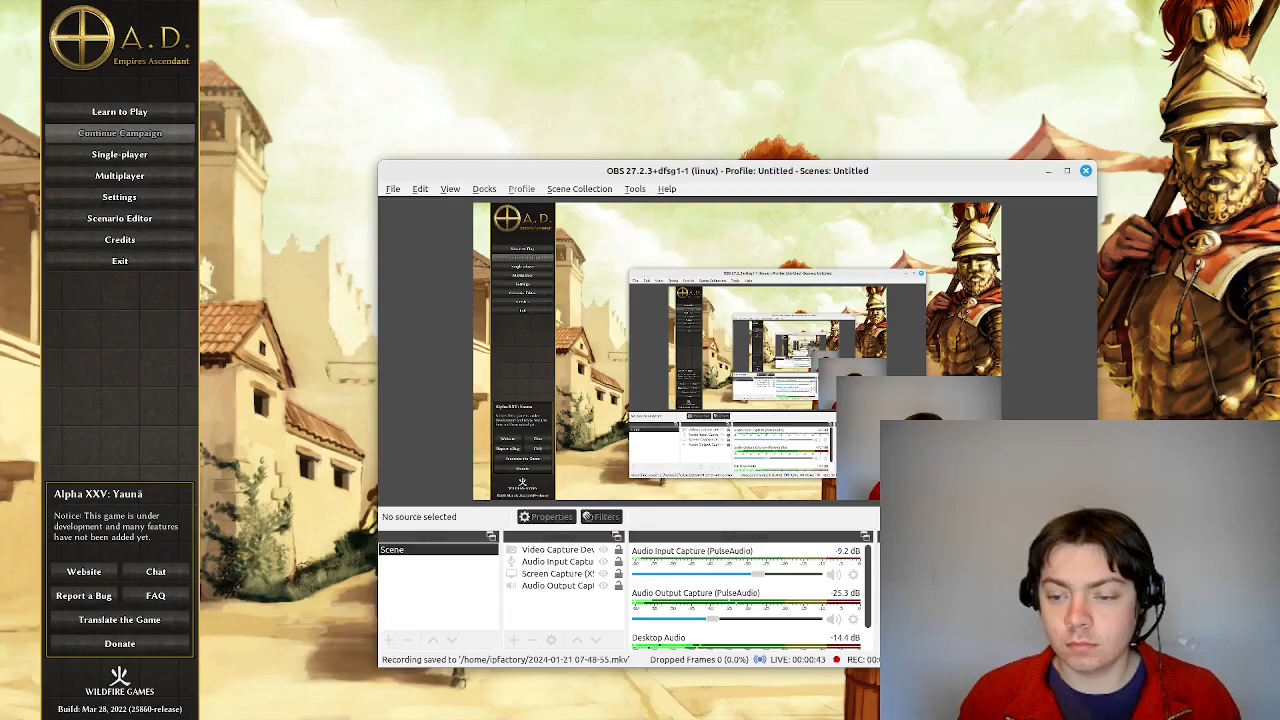 A.D.
Empires Ascendant
Learn to Play
Continue Campaign
Single-player
Multiplayer
Settings
Scenario Editor
Credits
Exit
Alpha XXV: Yaunā
Notice: This game is under
development and many features
have not been added yet.
Website
Chat
Report a Bug
FAQ
Translate the Game
Donate
WILDFIRE GAMES
Build: Mar 28, 2022 (25860-release)
OBS 27.2.3+dfsg1-1 (linux) - Profile: Untitled - Scenes: Untitled
File Edit View Docks Profile Scene Collection Tools Help
No source selected
Properties
Filters
Scene
Video Capture Dev
Audio Input Captu
Screen Capture (XS
Audio Output Capt
Audio Input Capture (PulseAudio) -9.2 dB
Audio Output Capture (PulseAudio) -25.3 dB
Desktop Audio -14.4 dB
Recording saved to '/home/ipfactory/2024-01-21 07-48-55.mkv'
Dropped Frames 0 (0.0%)
LIVE: 00:00:43
REC: 00: